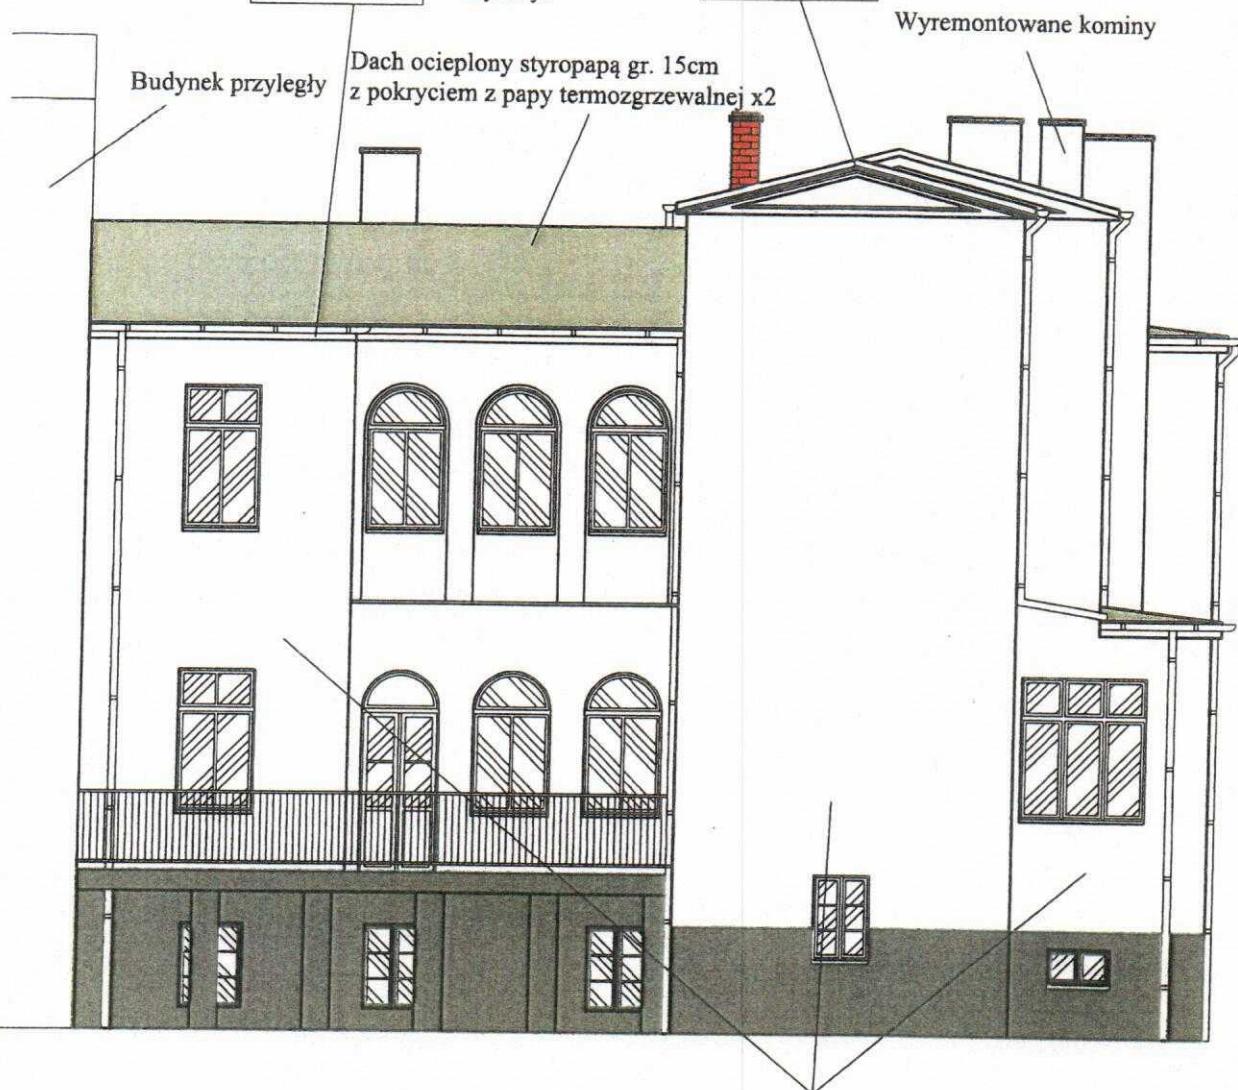 Wyremontowane kominy
Budynek przyległy
Dach ocieplony styropapą gr. 15cm
z pokryciem z papy termozgrzewalnej x2